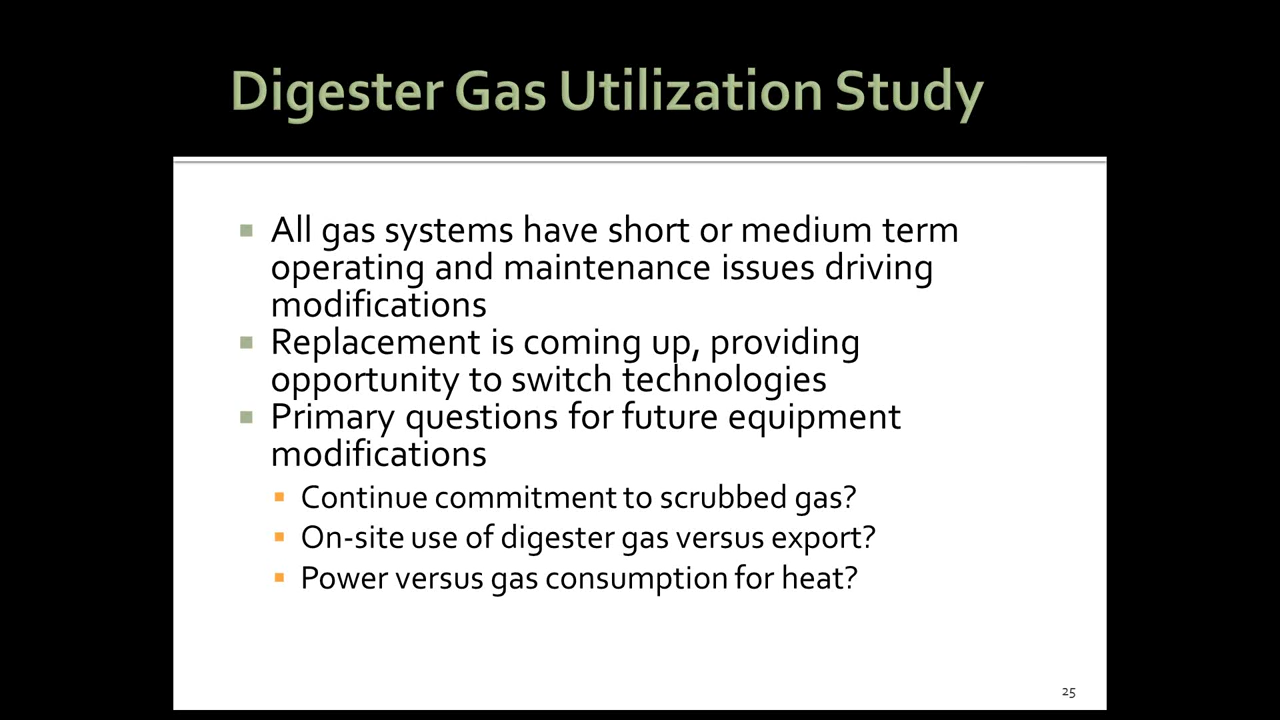 Digester Gas Utilization Study
All gas systems have short or medium term
operating and maintenance issues driving
modifications
Replacement is coming up, providing
opportunity to switch technologies
Primary questions for future equipment
modifications
Continue commitment to scrubbed gas?
On-site use of digester gas versus export?
Power versus gas consumption for heat?
25